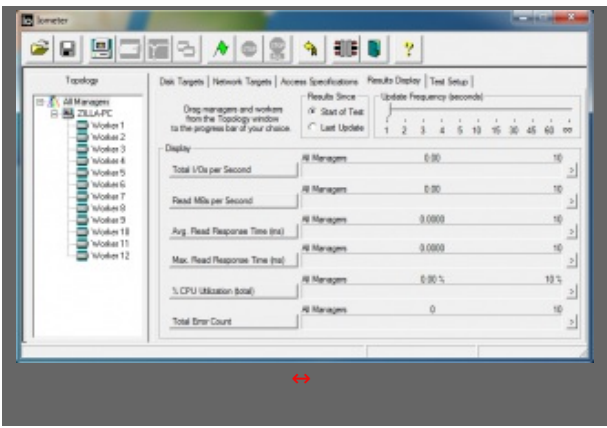 Iometer
Topology
All Managers
ZILLA-PC
Worker 1
Worker 2
Worker 3
Worker 4
Worker 5
Worker 6
Worker 7
Worker 8
Worker 9
Worker 10
Worker 11
Worker 12
Disk Targets | Network Targets | Access Specifications | Results Display | Test Setup
Drag managers and workers
from the Topology window
to the progress bar of your choice.
Results Since
Start of Test
Last Update
Update Frequency (seconds)
1 2 3 4 5 10 15 30 45 60 oo
Display
All Managers 0.00 10
Total I/Os per Second >
All Managers 0.00 10
Read MBs per Second >
All Managers 0.0000 10
Avg. Read Response Time (ms) >
All Managers 0.0000 10
Max. Read Response Time (ms) >
All Managers 0.00 % 10 %
% CPU Utilization (total) >
All Managers 0 10
Total Error Count >